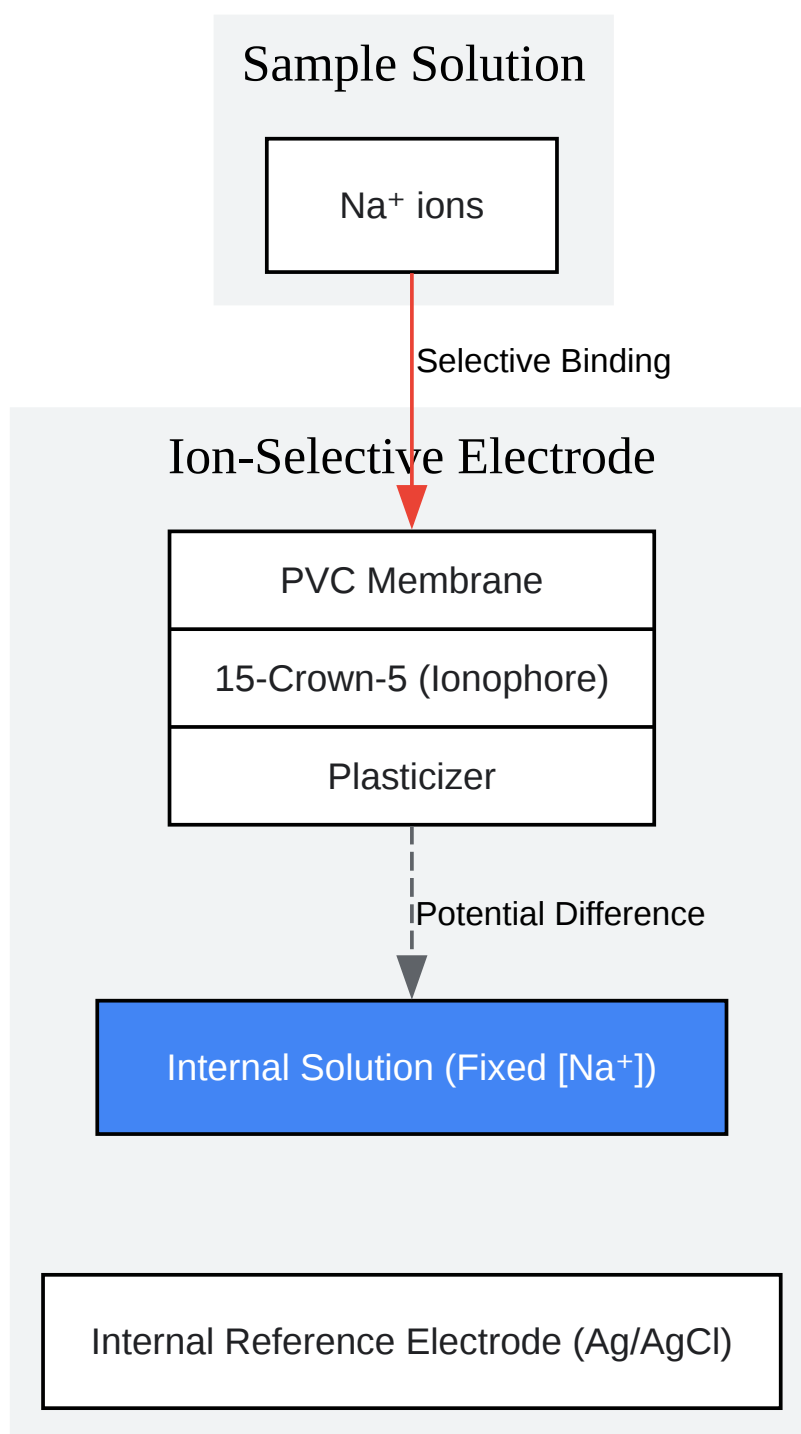 Sample Solution
Na⁺ ions
Selective Binding
Ion-Selective Electrode
PVC Membrane
15-Crown-5 (Ionophore)
Plasticizer
Potential Difference
Internal Solution (Fixed [Na⁺])
Internal Reference Electrode (Ag/AgCl)